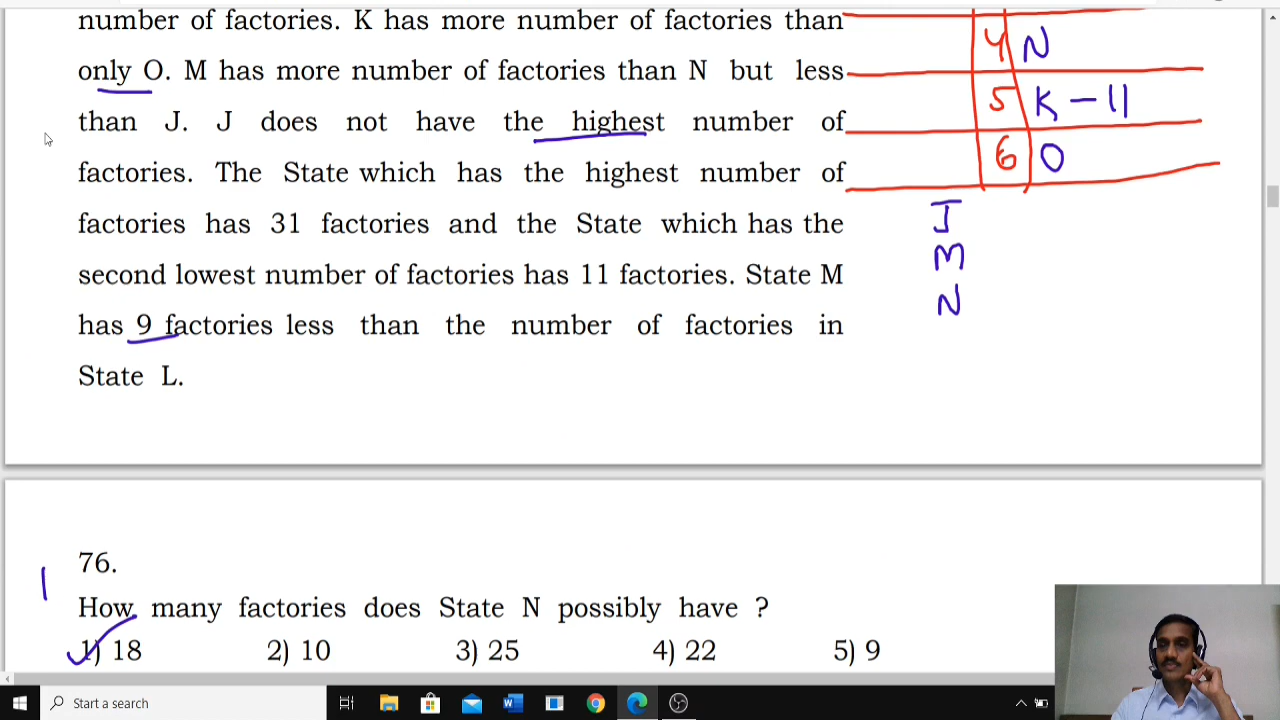 number of factories. K has more number of factories than
only O. M has more number of factories than N but less
than J. J does not have the highest number of
factories. The State which has the highest number of
factories has 31 factories and the State which has the
second lowest number of factories has 11 factories. State M
has 9 factories less than the number of factories in
State L.
4 N
5 K - 11
6 O
J
M
N
76.
1
How many factories does State N possibly have ?
1) 18 2) 10 3) 25 4) 22 5) 9
Start a search